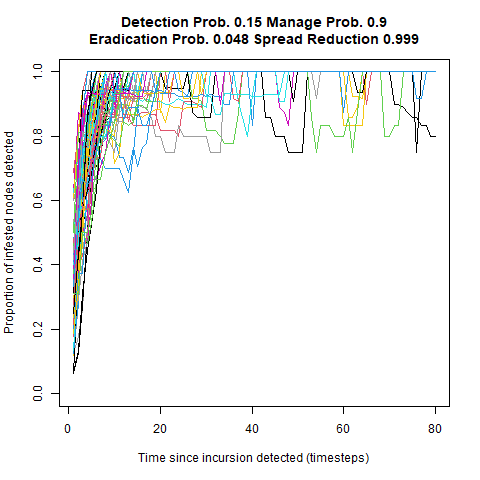 Detection Prob. 0.15 Manage Prob. 0.9
Eradication Prob. 0.048 Spread Reduction 0.999
Proportion of infested nodes detected
1.0
0.8
0.6
0.4
0.2
0.0
0 20 40 60 80
Time since incursion detected (timesteps)